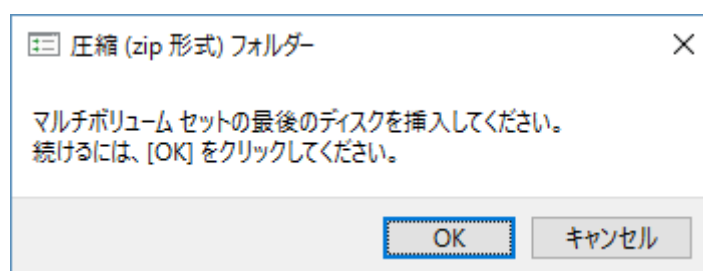 圧縮 (zip 形式) フォルダー
マルチボリューム セットの最後のディスクを挿入してください。
続けるには、[OK] をクリックしてください。
OK キャンセル